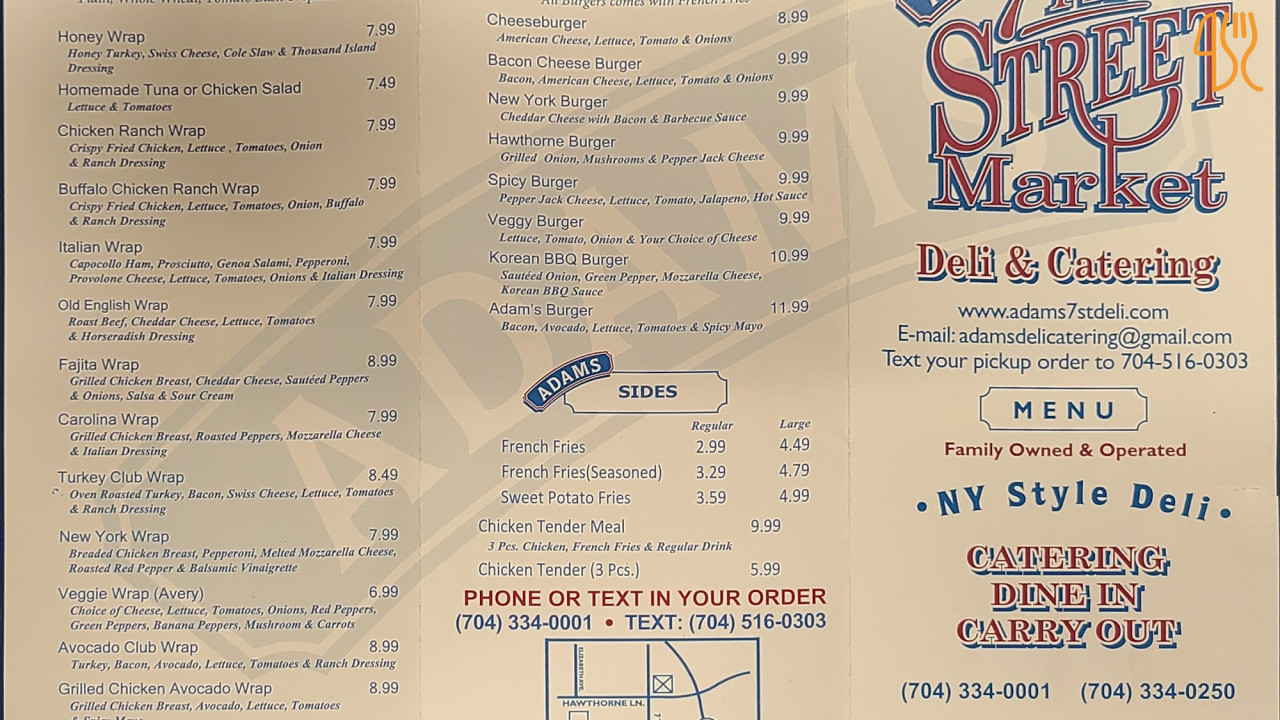 Honey Wrap 7.99
Honey Turkey, Swiss Cheese, Cole Slaw & Thousand Island
Dressing
Homemade Tuna or Chicken Salad 7.49
Lettuce & Tomatoes
Chicken Ranch Wrap 7.99
Crispy Fried Chicken, Lettuce , Tomatoes, Onion
& Ranch Dressing
Buffalo Chicken Ranch Wrap 7.99
Crispy Fried Chicken, Lettuce, Tomatoes, Onion, Buffalo
& Ranch Dressing
Italian Wrap 7.99
Capocollo Ham, Prosciutto, Genoa Salami, Pepperoni,
Provolone Cheese, Lettuce, Tomatoes, Onions & Italian Dressing
Old English Wrap 7.99
Roast Beef, Cheddar Cheese, Lettuce, Tomatoes
& Horseradish Dressing
Fajita Wrap 8.99
Grilled Chicken Breast, Cheddar Cheese, Sautéed Peppers
& Onions, Salsa & Sour Cream
Carolina Wrap 7.99
Grilled Chicken Breast, Roasted Peppers, Mozzarella Cheese
& Italian Dressing
Turkey Club Wrap 8.49
Oven Roasted Turkey, Bacon, Swiss Cheese, Lettuce, Tomatoes
& Ranch Dressing
New York Wrap 7.99
Breaded Chicken Breast, Pepperoni, Melted Mozzarella Cheese,
Roasted Red Pepper & Balsamic Vinaigrette
Veggie Wrap (Avery) 6.99
Choice of Cheese, Lettuce, Tomatoes, Onions, Red Peppers,
Green Peppers, Banana Peppers, Mushroom & Carrots
Avocado Club Wrap 8.99
Turkey, Bacon, Avocado, Lettuce, Tomatoes & Ranch Dressing
Grilled Chicken Avocado Wrap 8.99
Grilled Chicken Breast, Avocado, Lettuce, Tomatoes
& Spicy Mayo
All Burgers comes with French Fries
Cheeseburger 8.99
American Cheese, Lettuce, Tomato & Onions
Bacon Cheese Burger 9.99
Bacon, American Cheese, Lettuce, Tomato & Onions
New York Burger 9.99
Cheddar Cheese with Bacon & Barbecue Sauce
Hawthorne Burger 9.99
Grilled Onion, Mushrooms & Pepper Jack Cheese
Spicy Burger 9.99
Pepper Jack Cheese, Lettuce, Tomato, Jalapeno, Hot Sauce
Veggy Burger 9.99
Lettuce, Tomato, Onion & Your Choice of Cheese
Korean BBQ Burger 10.99
Sautéed Onion, Green Pepper, Mozzarella Cheese,
Korean BBQ Sauce
Adam's Burger 11.99
Bacon, Avocado, Lettuce, Tomatoes & Spicy Mayo
ADAMS
SIDES
Regular Large
French Fries 2.99 4.49
French Fries(Seasoned) 3.29 4.79
Sweet Potato Fries 3.59 4.99
Chicken Tender Meal 9.99
3 Pcs. Chicken, French Fries & Regular Drink
Chicken Tender (3 Pcs.) 5.99
PHONE OR TEXT IN YOUR ORDER
(704) 334-0001 • TEXT: (704) 516-0303
ELIZABETH AVE.
HAWTHORNE LN.
ADAMS
STREET
Market
Deli & Catering
www.adams7stdeli.com
E-mail: adamsdelicatering@gmail.com
Text your pickup order to 704-516-0303
MENU
Family Owned & Operated
• NY Style Deli •
CATERING
DINE IN
CARRY OUT
(704) 334-0001 (704) 334-0250